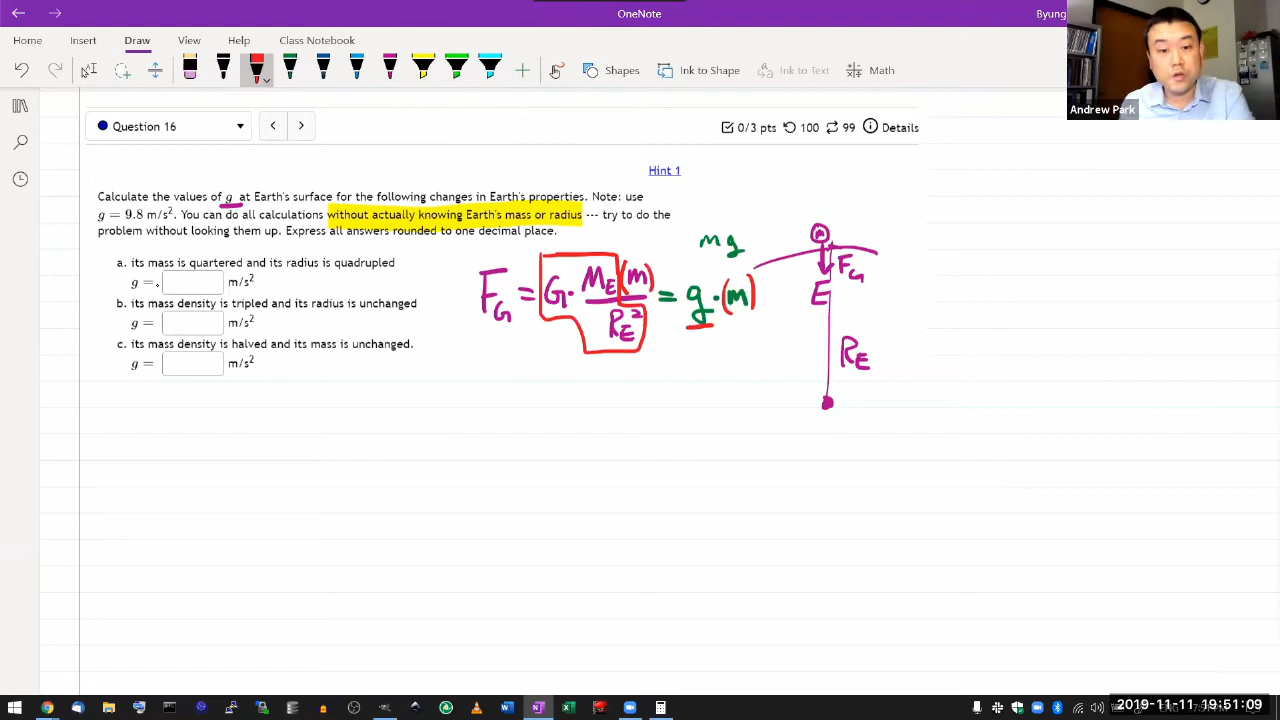 OneNote
Byung
Home Insert Draw View Help Class Notebook
Shapes Ink to Shape Ink to Text Math
Andrew Park
Question 16
0/3 pts 100 99 Details
Hint 1
Calculate the values of g at Earth's surface for the following changes in Earth's properties. Note: use
g = 9.8 m/s². You can do all calculations without actually knowing Earth's mass or radius --- try to do the
problem without looking them up. Express all answers rounded to one decimal place.
. its mass is quartered and its radius is quadrupled
g = m/s²
b. its mass density is tripled and its radius is unchanged
g = m/s²
c. its mass density is halved and its mass is unchanged.
g = m/s²
mg
F_G = G · M_E (m) / R_E² = g · (m)
m
F_G
E
R_E
2019-11-11 19:51:09